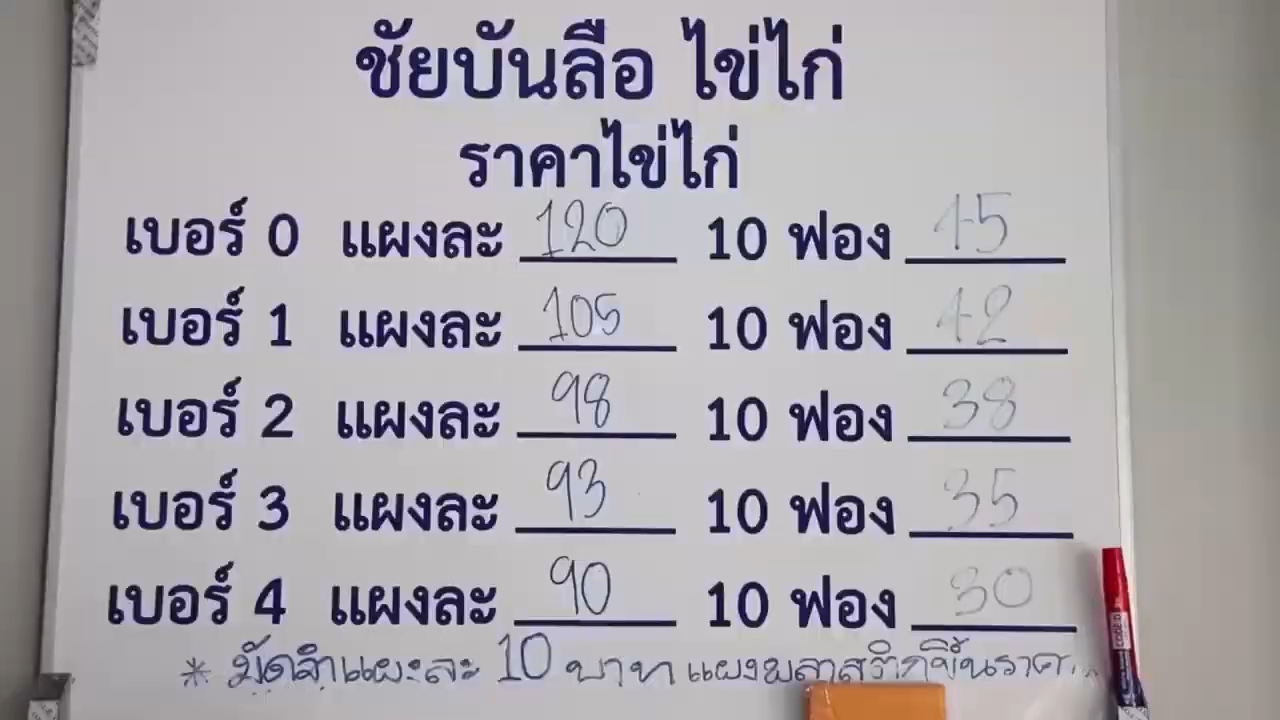 ชัยบันลือ ไข่ไก่
ราคาไข่ไก่
เบอร์ 0 แผงละ 120 10 ฟอง 45
เบอร์ 1 แผงละ 105 10 ฟอง 42
เบอร์ 2 แผงละ 98 10 ฟอง 38
เบอร์ 3 แผงละ 93 10 ฟอง 35
เบอร์ 4 แผงละ 90 10 ฟอง 30
* มัดจำแผงละ 10 บาท แผงพลาสติกขึ้นราคา